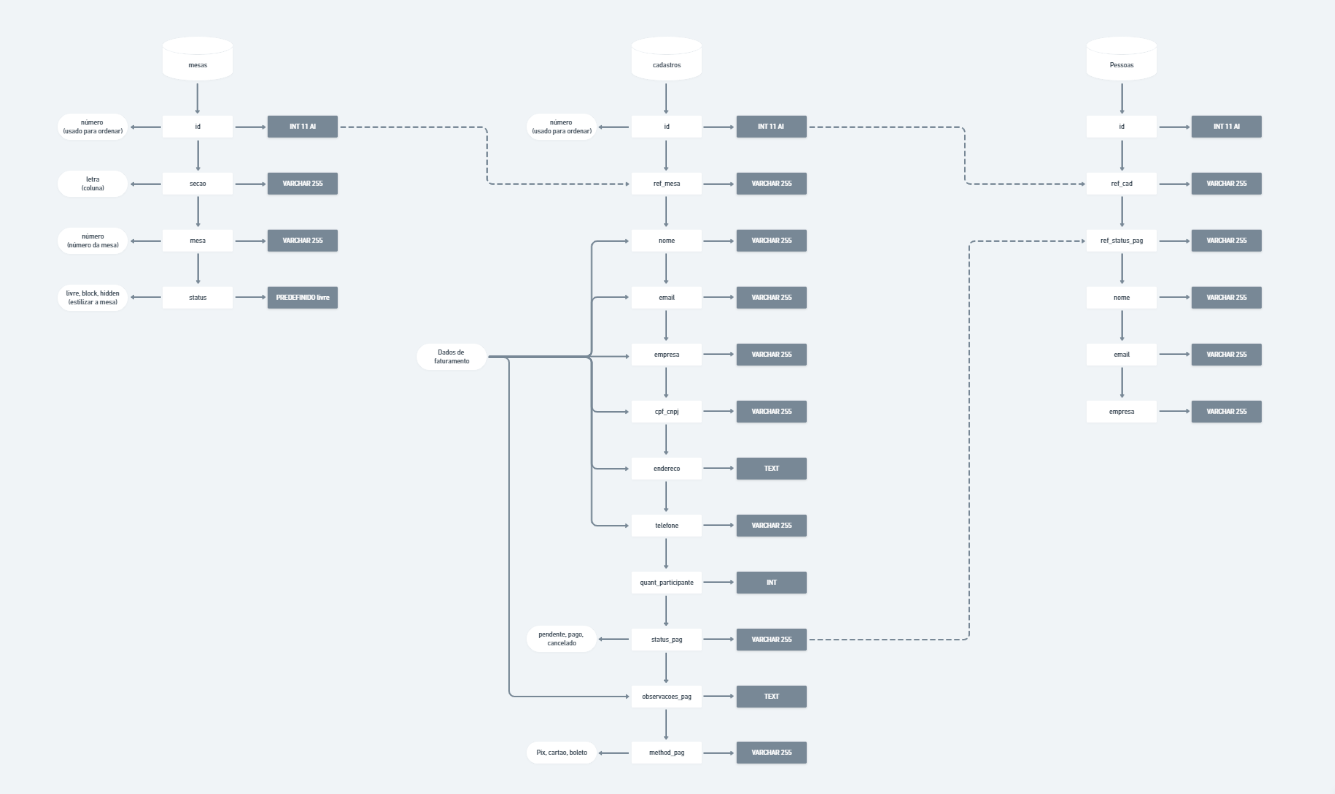 mesas
número
(usado para ordenar)
id
INT 11 AI
letra
(coluna)
secao
VARCHAR 255
número
(número da mesa)
mesa
VARCHAR 255
livre, block, hidden
(estilizar a mesa)
status
PREDEFINIDO livre
cadastros
número
(usado para ordenar)
id
INT 11 AI
ref_mesa
VARCHAR 255
nome
VARCHAR 255
email
VARCHAR 255
Dados de
faturamento
empresa
VARCHAR 255
cpf_cnpj
VARCHAR 255
endereco
TEXT
telefone
VARCHAR 255
quant_participante
INT
pendente, pago,
cancelado
status_pag
VARCHAR 255
observacoes_pag
TEXT
Pix, cartao, boleto
method_pag
VARCHAR 255
Pessoas
id
INT 11 AI
ref_cad
VARCHAR 255
ref_status_pag
VARCHAR 255
nome
VARCHAR 255
email
VARCHAR 255
empresa
VARCHAR 255